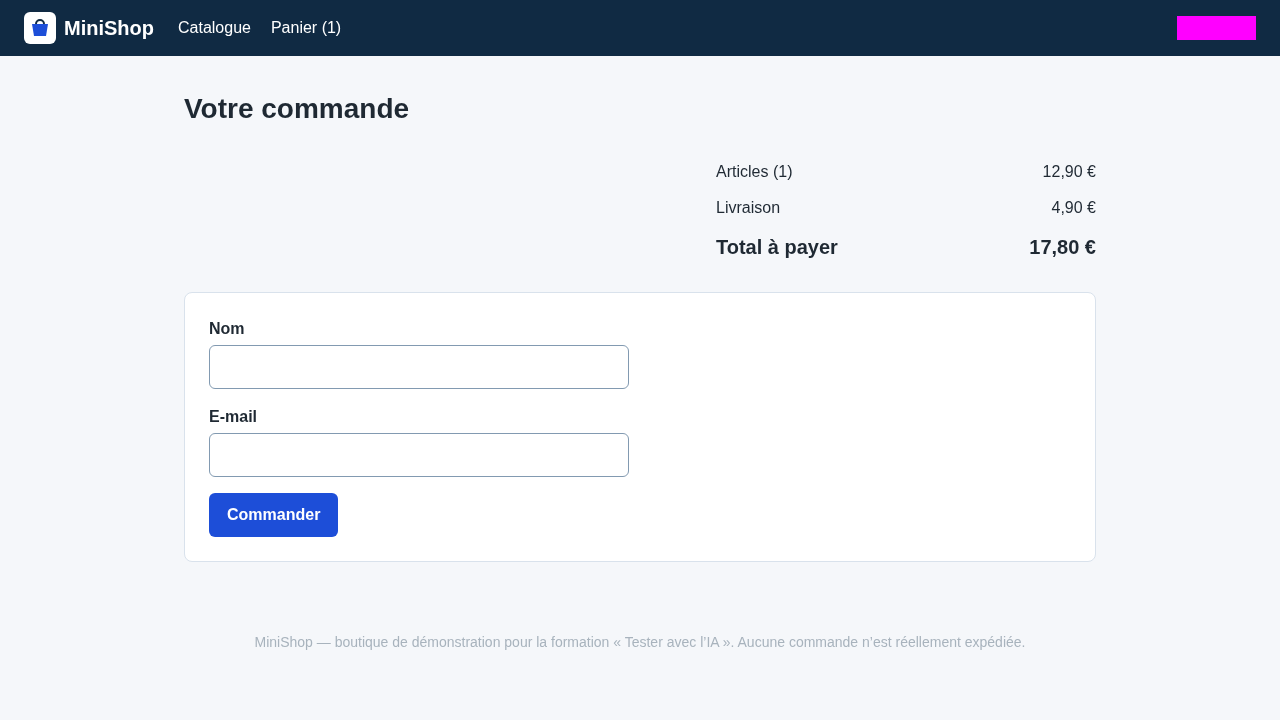 MiniShop
Catalogue
Panier (1)
Votre commande
Articles (1) 12,90 €
Livraison 4,90 €
Total à payer 17,80 €
Nom
E-mail
Commander
MiniShop — boutique de démonstration pour la formation « Tester avec l’IA ». Aucune commande n’est réellement expédiée.